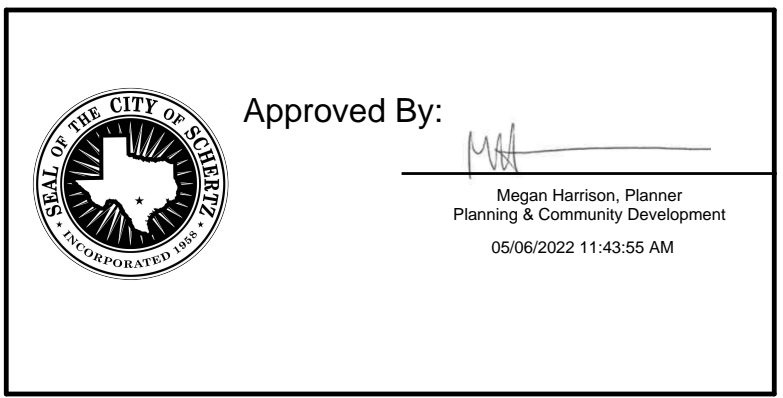 SEAL OF THE CITY OF SCHERTZ
★ INCORPORATED 1958 ★
Approved By:
MH
Megan Harrison, Planner
Planning & Community Development
05/06/2022 11:43:55 AM